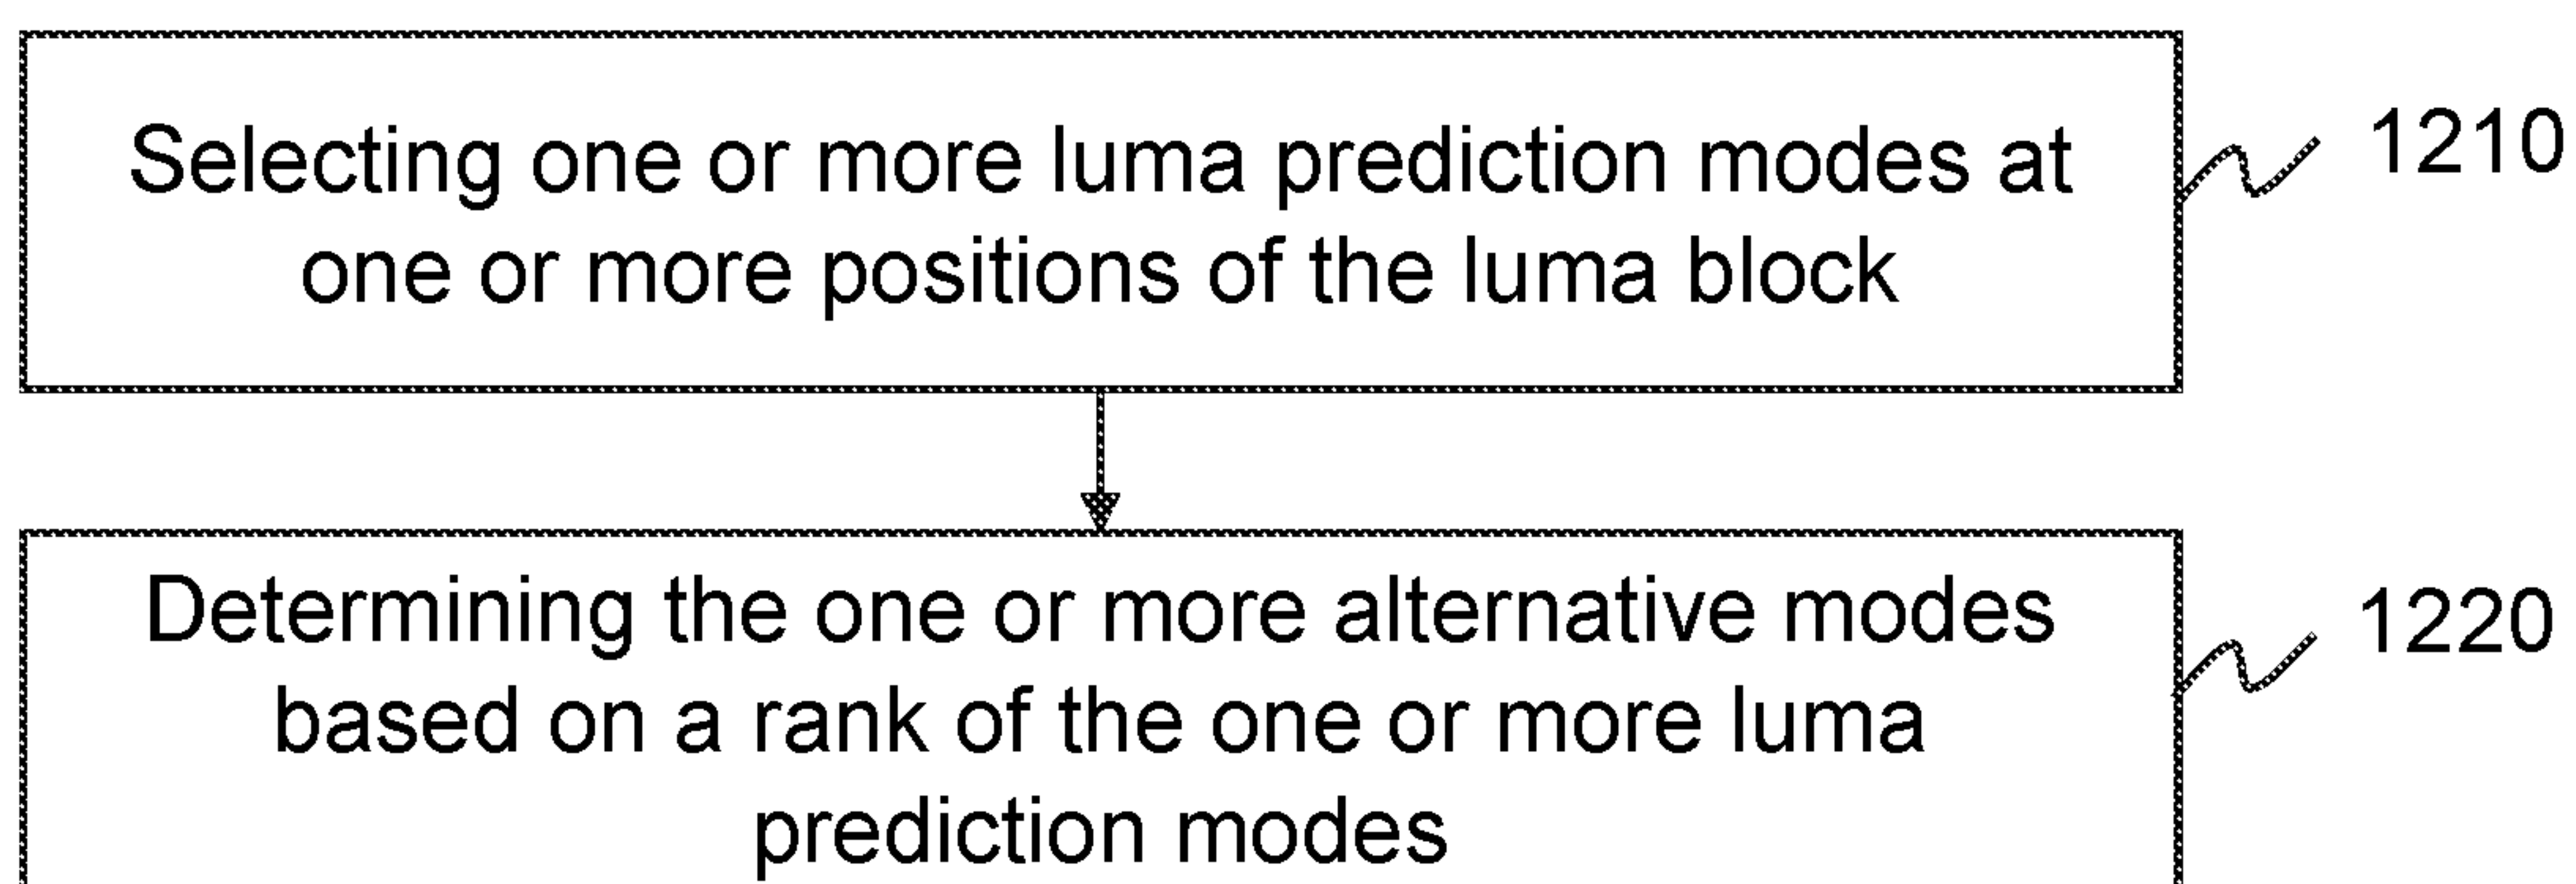 Selecting one or more luma prediction modes at
one or more positions of the luma block
1210
Determining the one or more alternative modes
based on a rank of the one or more luma
prediction modes
1220